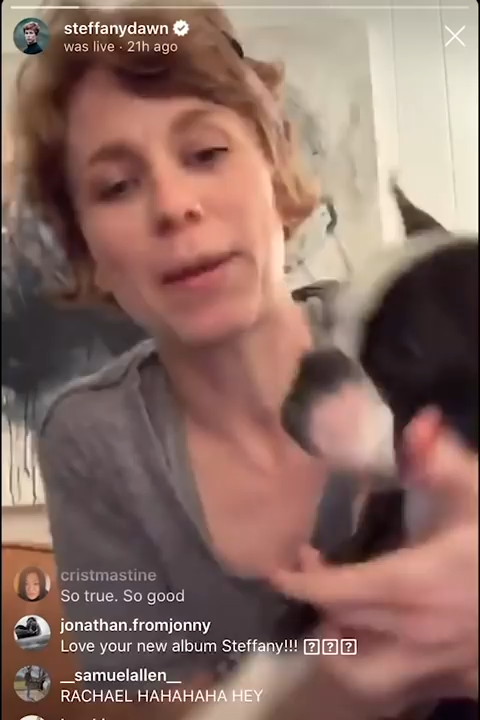 steffanydawn
was live · 21h ago
cristmastine
So true. So good
jonathan.fromjonny
Love your new album Steffany!!!
__samuelallen__
RACHAEL HAHAHAHA HEY